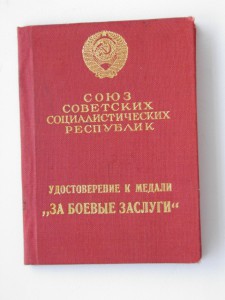 СОЮЗ
СОВЕТСКИХ
СОЦИАЛИСТИЧЕСКИХ
РЕСПУБЛИК
УДОСТОВЕРЕНИЕ К МЕДАЛИ
„ЗА БОЕВЫЕ ЗАСЛУГИ“